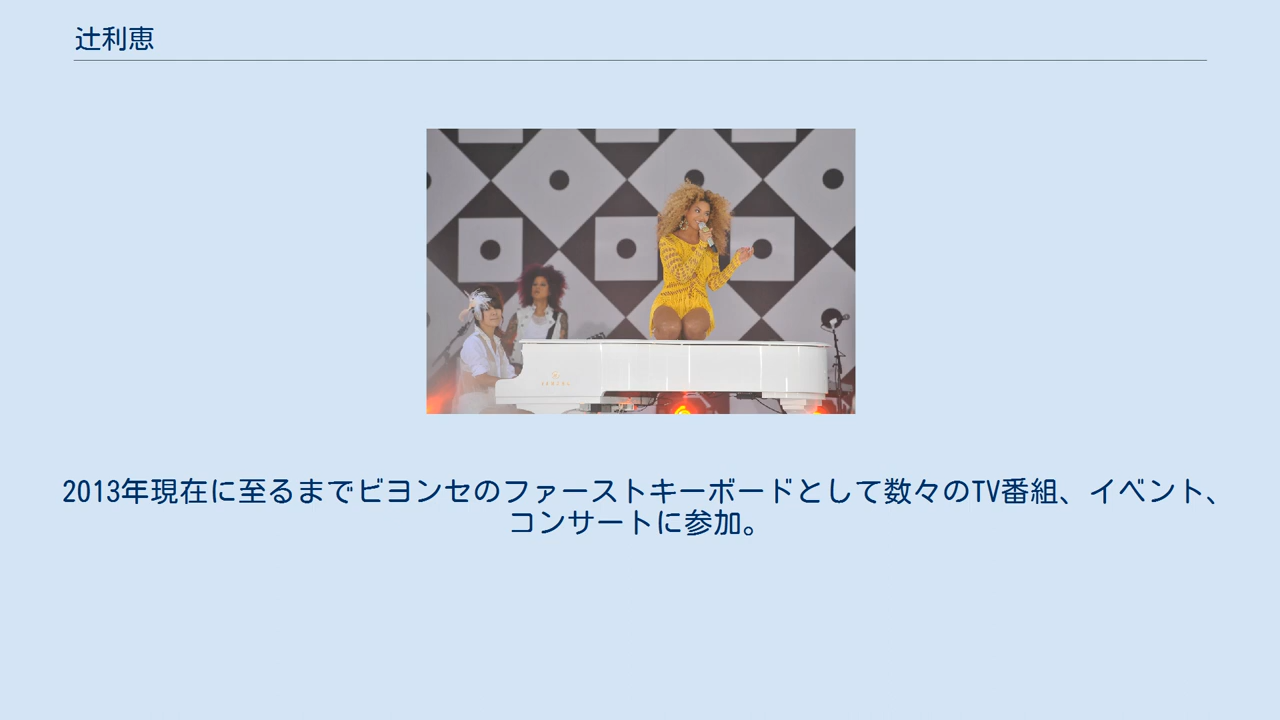 辻利恵
2013年現在に至るまでビヨンセのファーストキーボードとして数々のTV番組、イベント、
コンサートに参加。